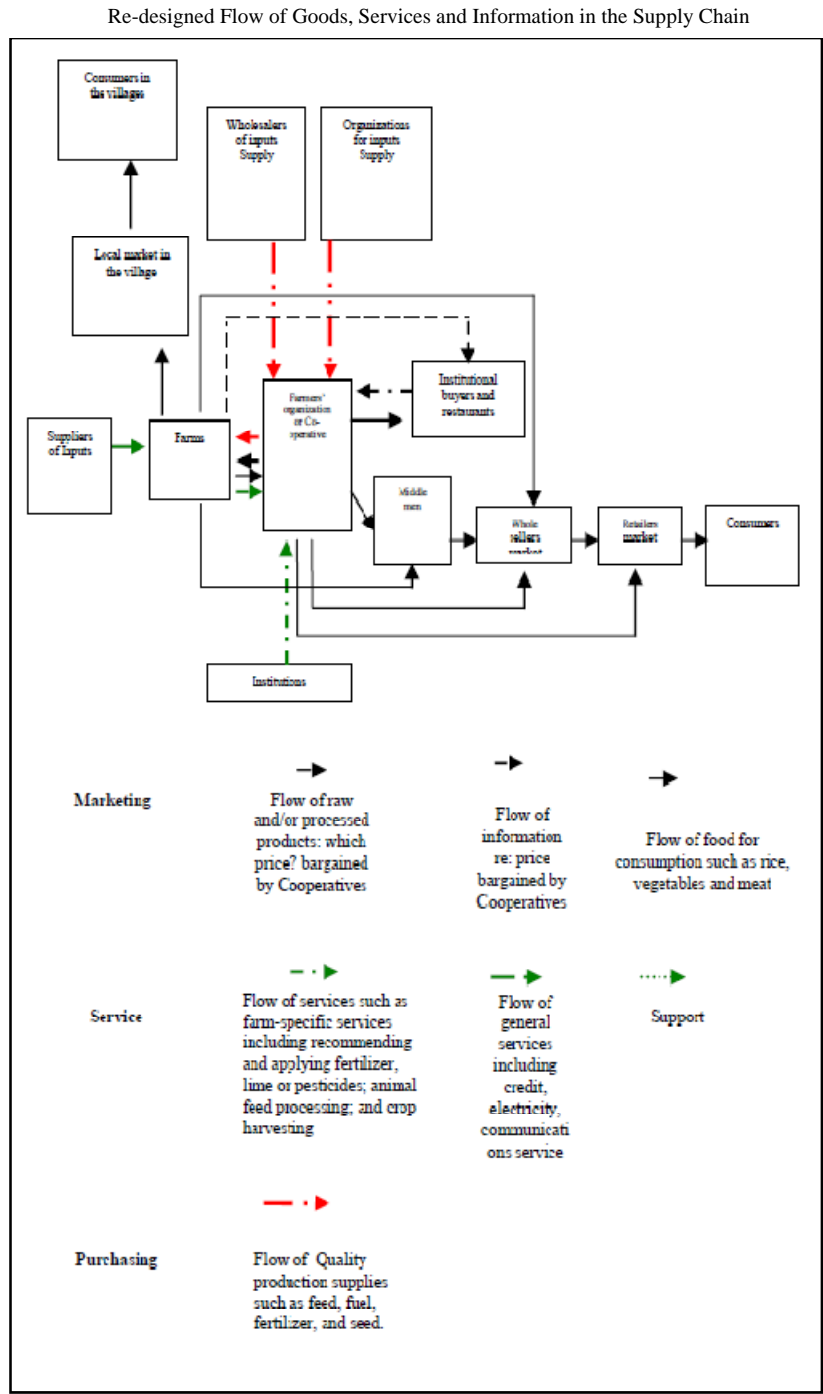 Re-designed Flow of Goods, Services and Information in the Supply Chain
Consumers in
the villages
Wholesalers
of inputs
Supply
Organizations
for inputs
Supply
Local market in
the village
Institutional
buyers and
restaurants
Farmers'
organization
or Co-
operative
Suppliers
of Inputs
Farms
Middle
men
Whole
sellers
market
Retailers
market
Consumers
Institutions
Marketing
Flow of raw
and/or processed
products: which
price? bargained
by Cooperatives
Flow of
information
re: price
bargained by
Cooperatives
Flow of food for
consumption such as rice,
vegetables and meat
Service
Flow of services such as
farm-specific services
including recommending
and applying fertilizer,
lime or pesticides; animal
feed processing; and crop
harvesting
Flow of
general
services
including
credit,
electricity,
communicati
ons service
Support
Purchasing
Flow of Quality
production supplies
such as feed, fuel,
fertilizer, and seed.